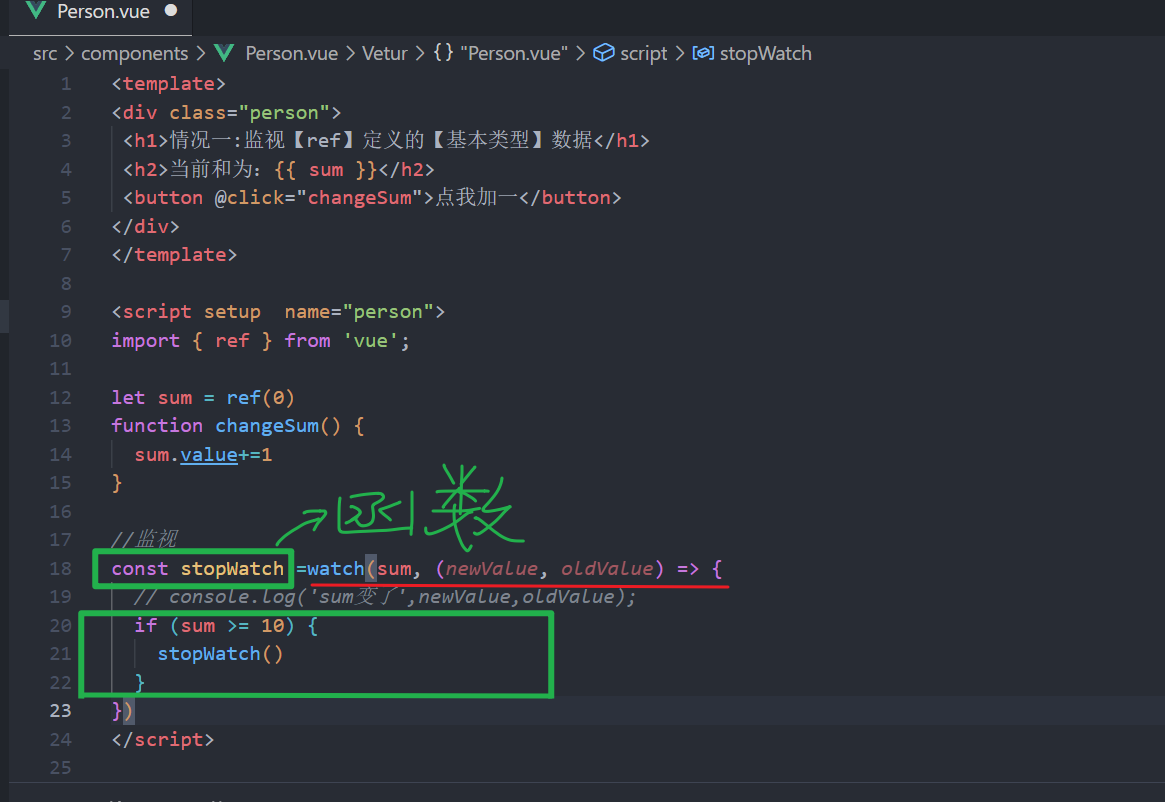 Person.vue
src > components > Person.vue > Vetur > {} "Person.vue" > script > stopWatch
1 <template>
2 <div class="person">
3 <h1>情况一:监视【ref】定义的【基本类型】数据</h1>
4 <h2>当前和为：{{ sum }}</h2>
5 <button @click="changeSum">点我加一</button>
6 </div>
7 </template>
8
9 <script setup  name="person">
10 import { ref } from 'vue';
11
12 let sum = ref(0)
13 function changeSum() {
14 sum.value+=1
15 }
16
函数
17 //监视
18 const stopWatch =watch(sum, (newValue, oldValue) => {
19 // console.log('sum变了',newValue,oldValue);
20 if (sum >= 10) {
21 stopWatch()
22 }
23 })
24 </script>
25